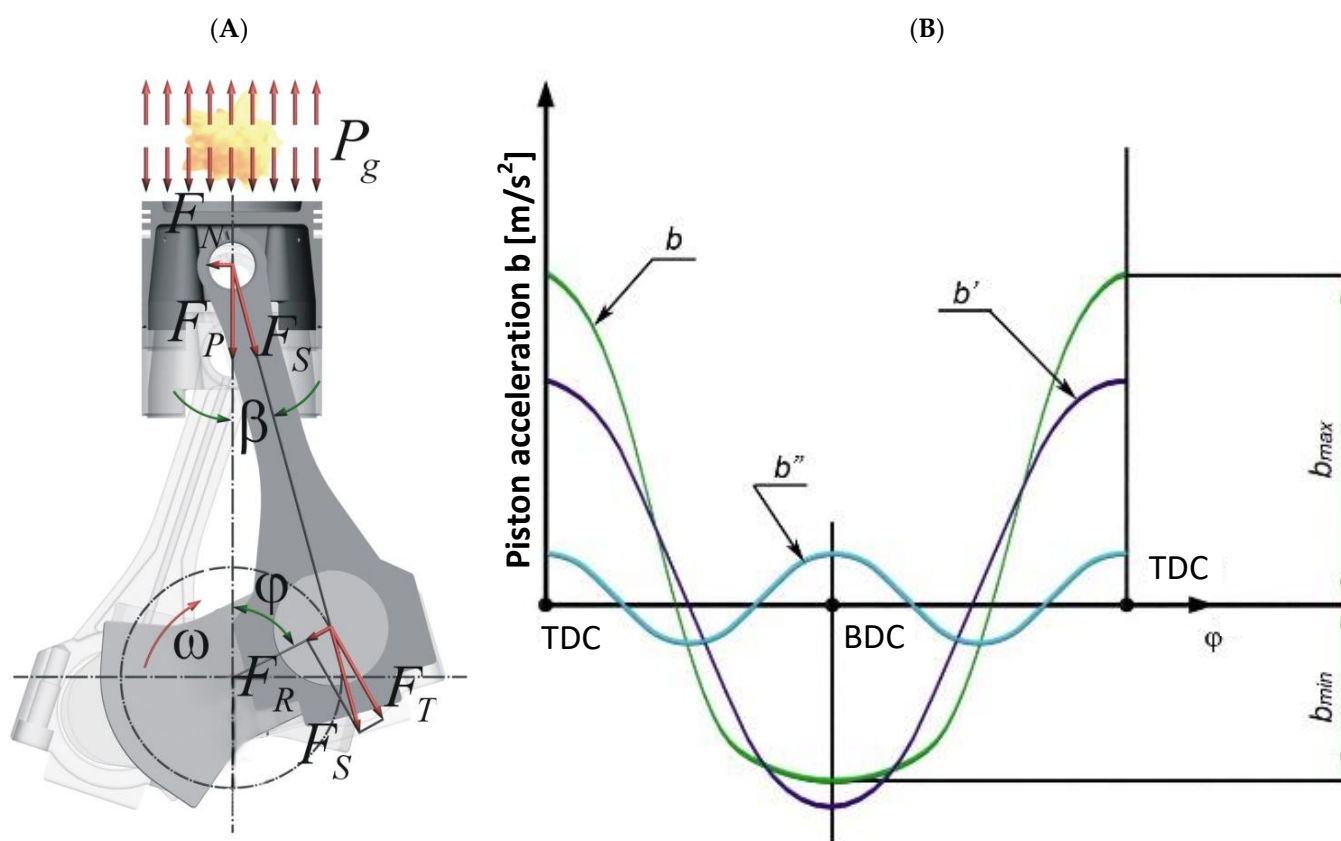 (A)
P_g
F_N
F_P
F_S
β
φ
ω
F_R
F_T
F_S
(B)
Piston acceleration b [m/s²]
b
b'
b"
TDC
BDC
TDC
φ
b_max
b_min